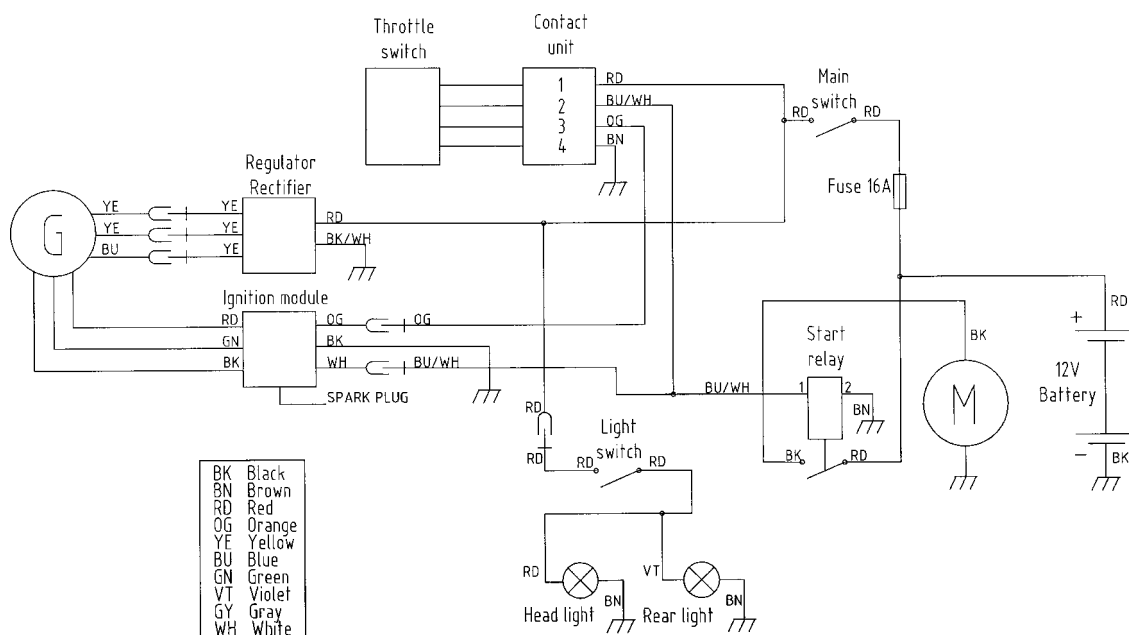 Throttle
switch
Contact
unit
1
2
3
4
RD
BU/WH
OG
BN
Main
switch
RD
RD
Fuse 16A
Regulator
Rectifier
G
YE
YE
YE
YE
BU
YE
RD
BK/WH
Ignition module
RD
GN
BK
OG
OG
BK
WH
BU/WH
SPARK PLUG
Start
relay
BU/WH
1
2
BN
BK
RD
BK
M
RD
+
12V
Battery
-
BK
RD
RD
Light
switch
RD
RD
RD
BN
Head light
VT
BN
Rear light
BK Black
BN Brown
RD Red
OG Orange
YE Yellow
BU Blue
GN Green
VT Violet
GY Gray
WH White